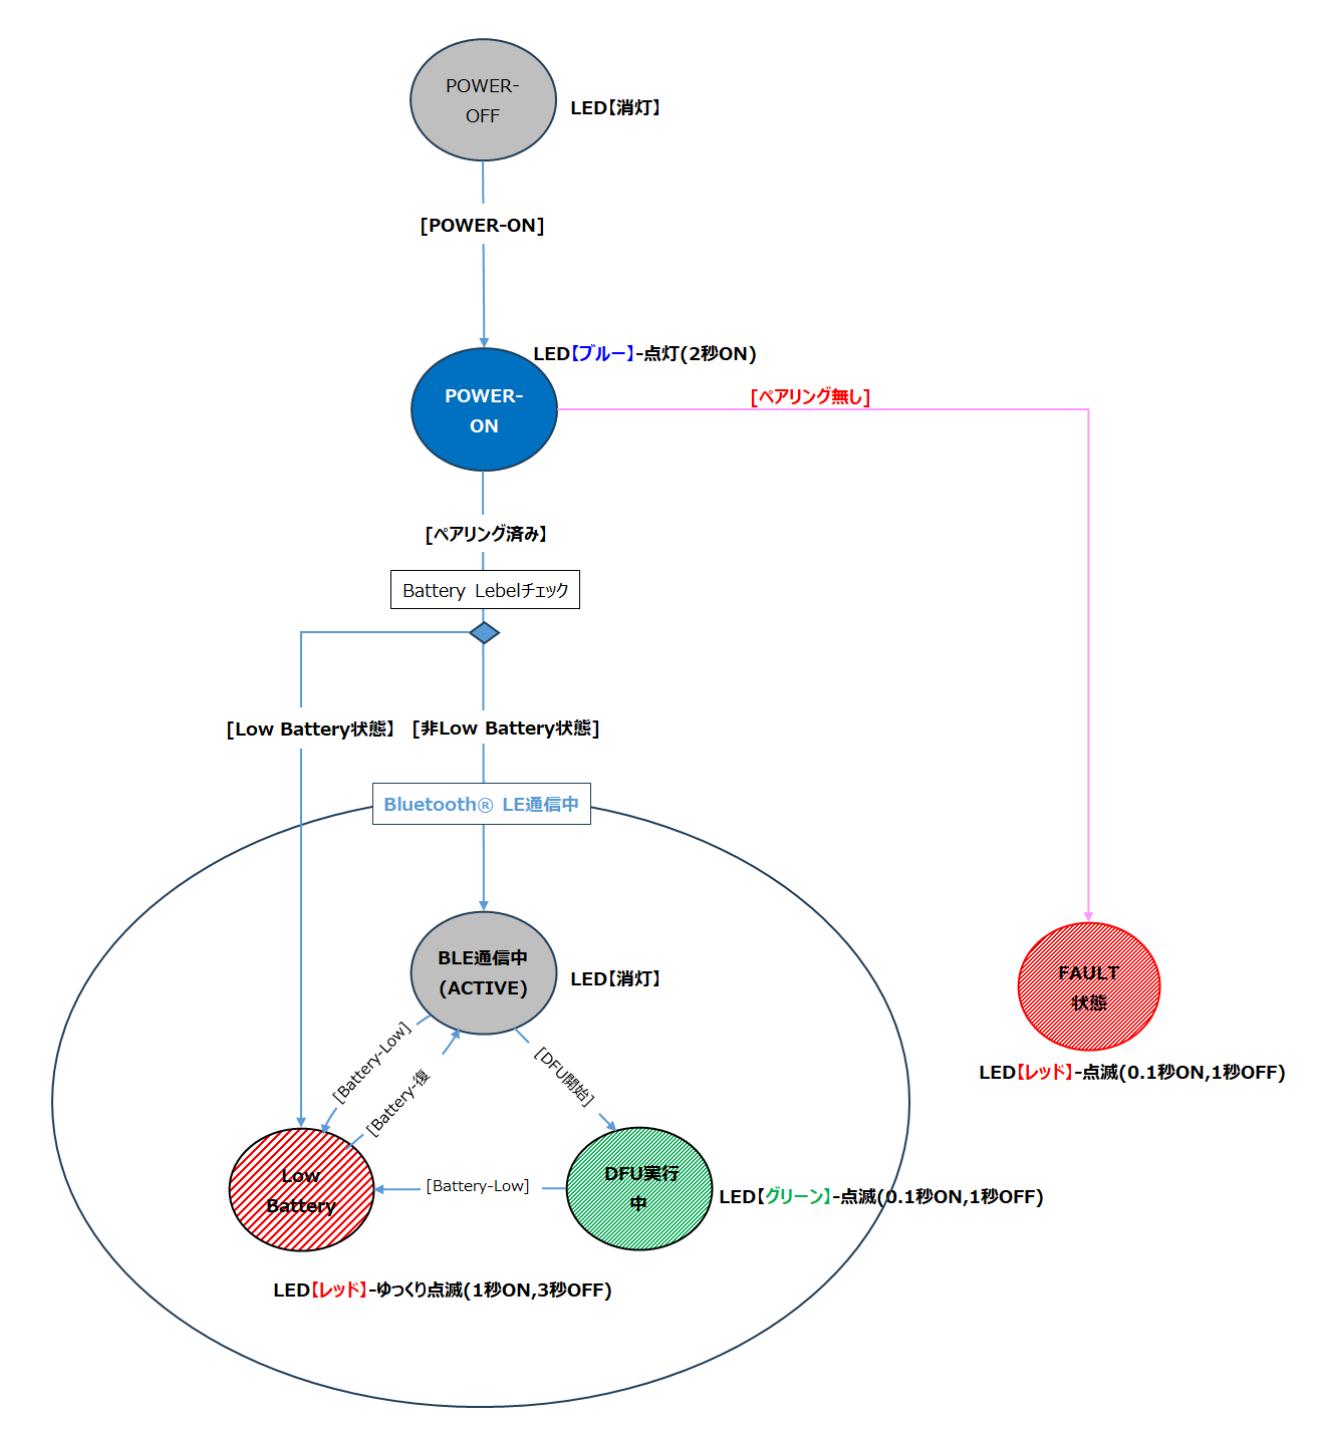 POWER-
OFF
LED【消灯】
[POWER-ON]
LED【ブルー】-点灯(2秒ON)
POWER-
ON
[ペアリング無し]
[ペアリング済み】
Battery Lebelチェック
[Low Battery状態】
[非Low Battery状態]
Bluetooth® LE通信中
BLE通信中
(ACTIVE)
LED【消灯】
FAULT
状態
LED【レッド】-点滅(0.1秒ON,1秒OFF)
[Battery-Low]
[Battery-復
[DFU開始]
Low
Battery
[Battery-Low]
DFU実行
中
LED【グリーン】-点滅(0.1秒ON,1秒OFF)
LED【レッド】-ゆっくり点滅(1秒ON,3秒OFF)